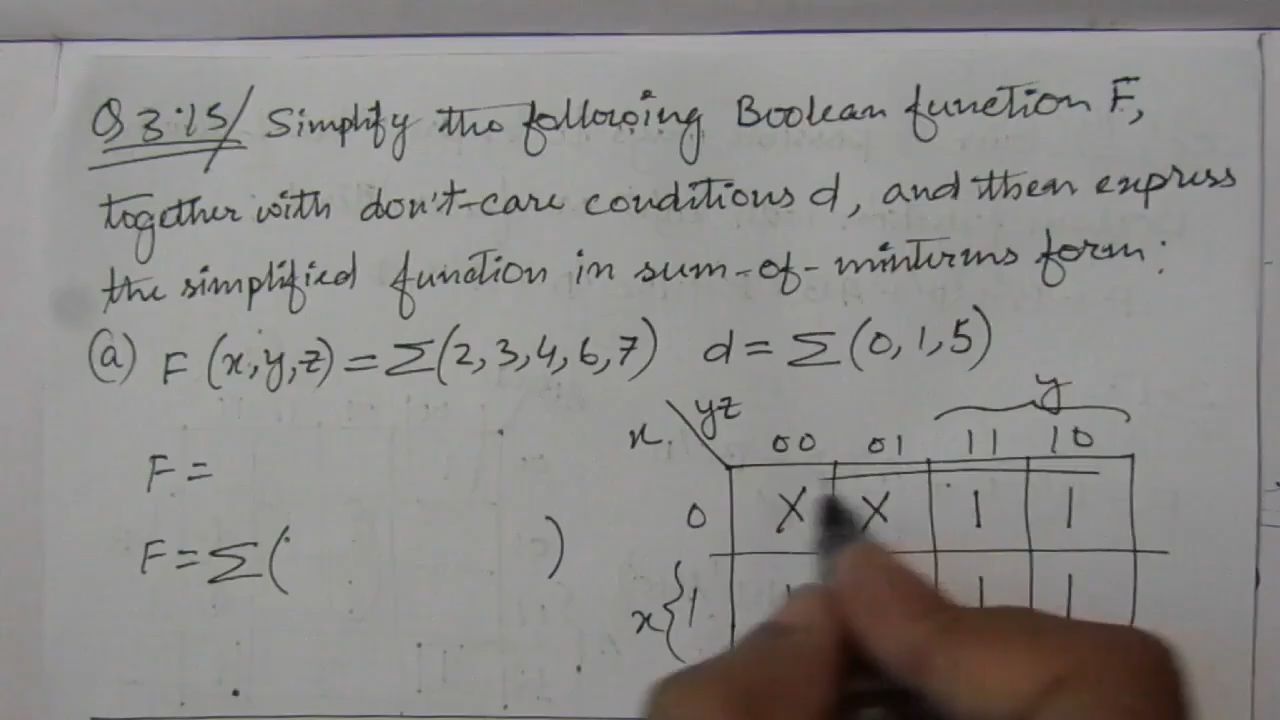 Q 3.15/ Simplify the following Boolean function F,
together with don't-care conditions d, and then express
the simplified function in sum-of-minterms form:
(a) F (x,y,z) = Σ(2,3,4,6,7) d = Σ(0,1,5)
y
x yz
00 01 11 10
F =
0 X X 1 1
F = Σ( )
x{ 1 1 1 1